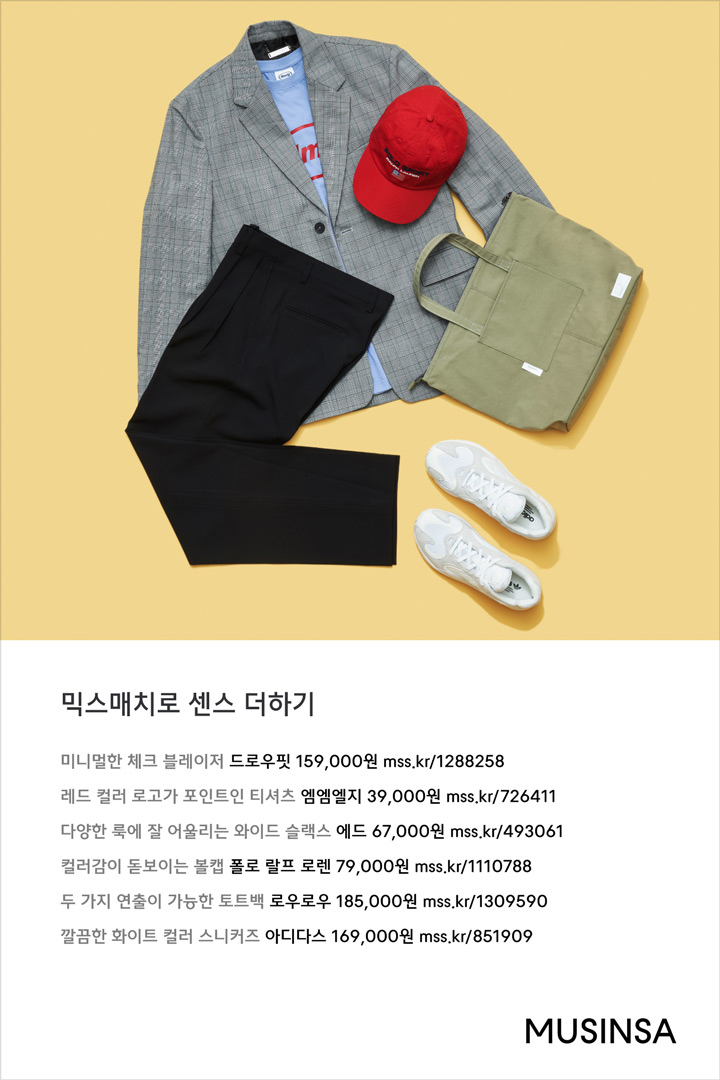 믹스매치로 센스 더하기
미니멀한 체크 블레이저 드로우핏 159,000원 mss.kr/1288258
레드 컬러 로고가 포인트인 티셔츠 엠엠엘지 39,000원 mss.kr/726411
다양한 룩에 잘 어울리는 와이드 슬랙스 에드 67,000원 mss.kr/493061
컬러감이 돋보이는 볼캡 폴로 랄프 로렌 79,000원 mss.kr/1110788
두 가지 연출이 가능한 토트백 로우로우 185,000원 mss.kr/1309590
깔끔한 화이트 컬러 스니커즈 아디다스 169,000원 mss.kr/851909
MUSINSA